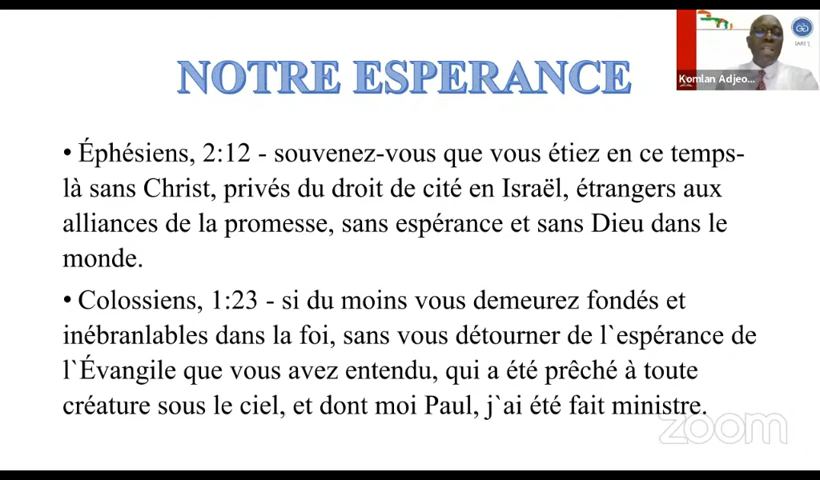 NOTRE ESPERANCE
Komlan Adjeo...
• Éphésiens, 2:12 - souvenez-vous que vous étiez en ce temps-
là sans Christ, privés du droit de cité en Israël, étrangers aux
alliances de la promesse, sans espérance et sans Dieu dans le
monde.
• Colossiens, 1:23 - si du moins vous demeurez fondés et
inébranlables dans la foi, sans vous détourner de l`espérance de
l`Évangile que vous avez entendu, qui a été prêché à toute
créature sous le ciel, et dont moi Paul, j`ai été fait ministre.
zoom